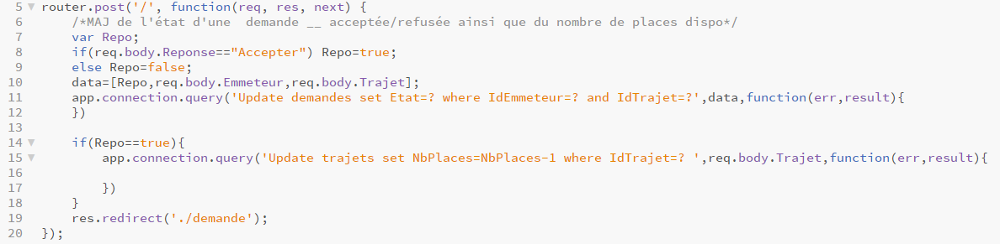 5 router.post('/', function(req, res, next) {
6 /*MAJ de l'état d'une  demande __ acceptée/refusée ainsi que du nombre de places dispo*/
7 var Repo;
8 if(req.body.Reponse=="Accepter") Repo=true;
9 else Repo=false;
10 data=[Repo,req.body.Emmeteur,req.body.Trajet];
11 app.connection.query('Update demandes set Etat=? where IdEmmeteur=? and IdTrajet=?',data,function(err,result){
12 })
13
14 if(Repo==true){
15 app.connection.query('Update trajets set NbPlaces=NbPlaces-1 where IdTrajet=? ',req.body.Trajet,function(err,result){
16
17 })
18 }
19 res.redirect('./demande');
20 });